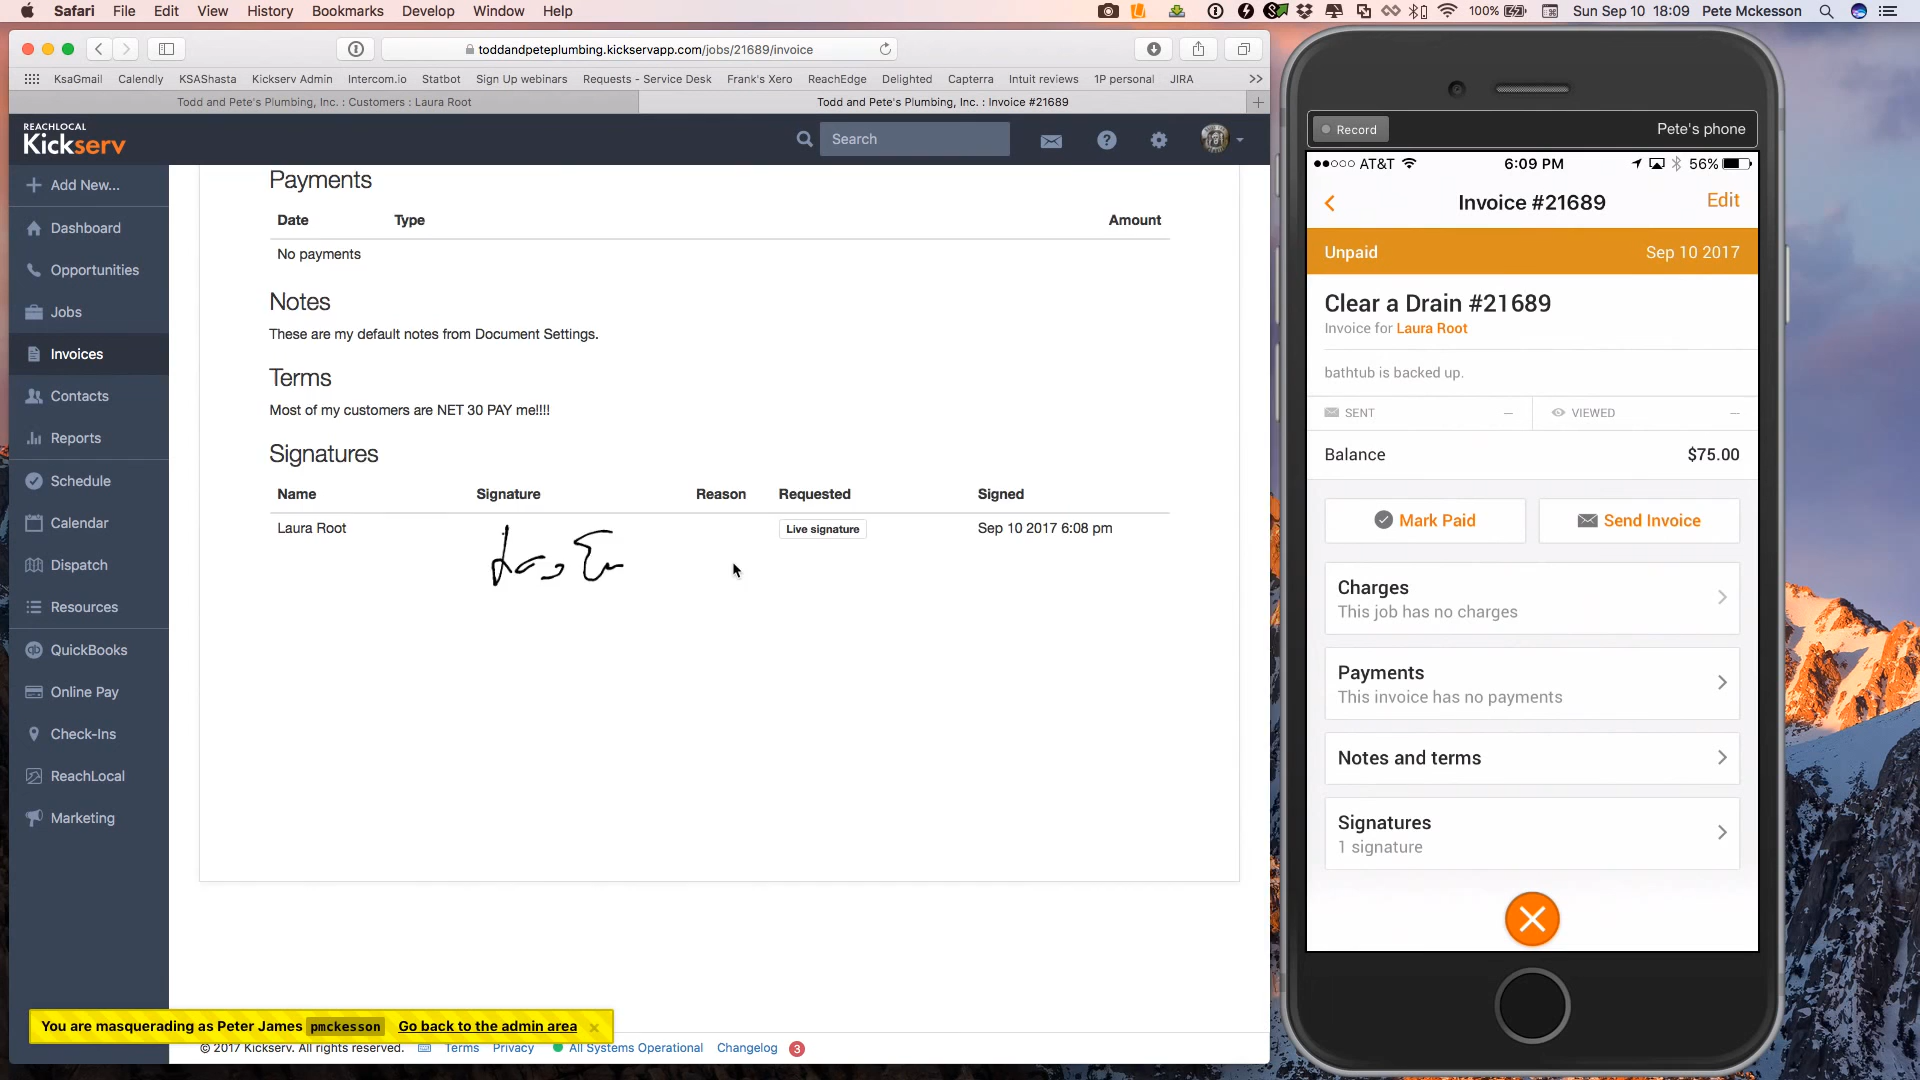 Safari File Edit View History Bookmarks Develop Window Help 100% Sun Sep 10 18:09 Pete Mckesson
toddandpeteplumbing.kickservapp.com/jobs/21689/invoice
KsaGmail Calendly KSAShasta Kickserv Admin Intercom.io Statbot Sign Up webinars Requests - Service Desk Frank's Xero ReachEdge Delighted Capterra Intuit reviews 1P personal JIRA >>
Todd and Pete's Plumbing, Inc. : Customers : Laura Root
Todd and Pete's Plumbing, Inc. : Invoice #21689
REACHLOCAL
Kickserv
Search
Add New...
Dashboard
Opportunities
Jobs
Invoices
Contacts
Reports
Schedule
Calendar
Dispatch
Resources
QuickBooks
Online Pay
Check-Ins
ReachLocal
Marketing
Payments
Date Type Amount
No payments
Notes
These are my default notes from Document Settings.
Terms
Most of my customers are NET 30 PAY me!!!!
Signatures
Name Signature Reason Requested Signed
Laura Root Live signature Sep 10 2017 6:08 pm
You are masquerading as Peter James pmckesson Go back to the admin area ×
© 2017 Kickserv. All rights reserved. Terms Privacy All Systems Operational Changelog 3
Record Pete's phone
AT&T 6:09 PM 56%
Invoice #21689 Edit
Unpaid Sep 10 2017
Clear a Drain #21689
Invoice for Laura Root
bathtub is backed up.
SENT – VIEWED –
Balance $75.00
Mark Paid Send Invoice
Charges
This job has no charges
Payments
This invoice has no payments
Notes and terms
Signatures
1 signature